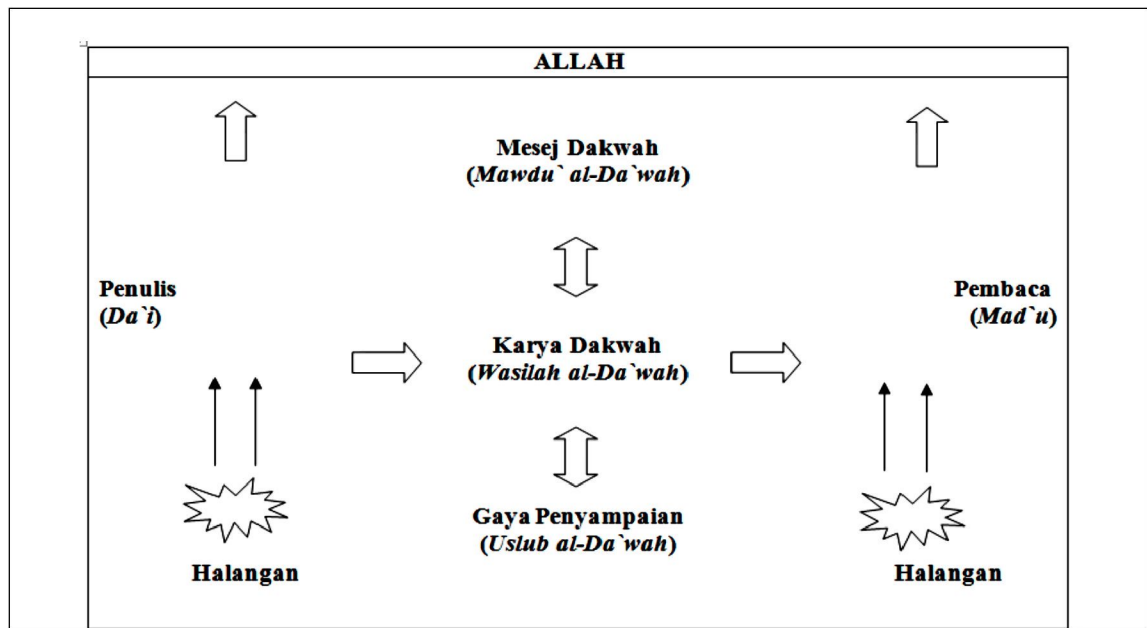 ALLAH
Mesej Dakwah
(Mawdu` al-Da`wah)
Penulis
(Da`i)
Pembaca
(Mad`u)
Karya Dakwah
(Wasilah al-Da`wah)
Gaya Penyampaian
(Uslub al-Da`wah)
Halangan
Halangan